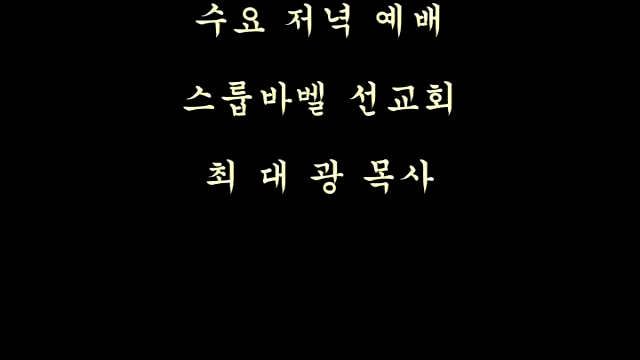 수요 저녁 예배
스룹바벨 선교회
최 대 광 목사